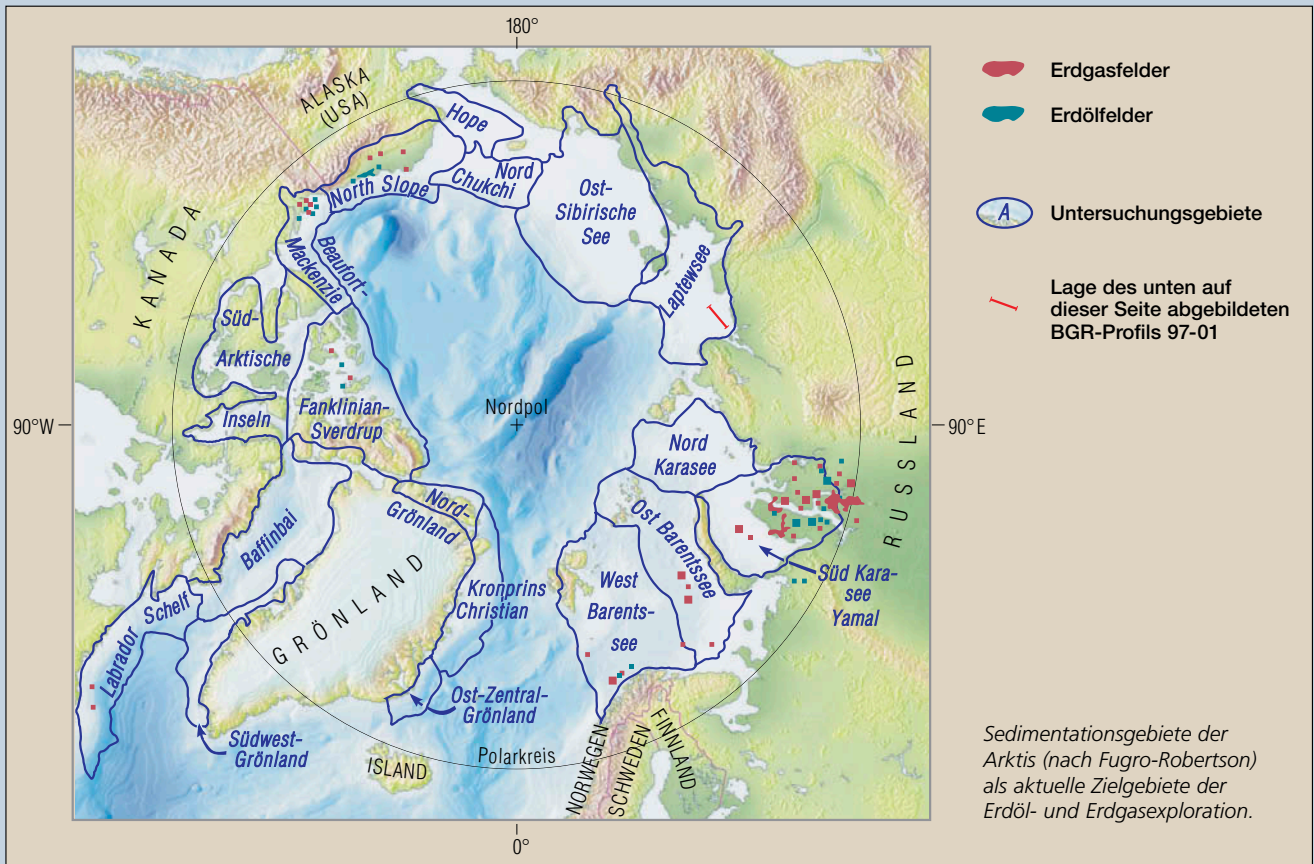 180°
ALASKA
(USA)
Hope
Nord
Chukchi
North Slope
Ost-
Sibirische
See
Laptewsee
KANADA
Beaufort-
Mackenzie
Süd-
Arktische
Inseln
Fanklinian-
Sverdrup
Nordpol
90°W
90°E
RUSSLAND
Nord
Karasee
Ost Barentssee
West
Barents-
see
Süd Kara-
see
Yamal
Nord-
Grönland
Baffinbai
GRÖNLAND
Kronprins
Christian
Labrador Schelf
Ost-Zentral-
Grönland
Südwest-
Grönland
ISLAND
Polarkreis
NORWEGEN
SCHWEDEN
FINNLAND
0°
Erdgasfelder
Erdölfelder
A
Untersuchungsgebiete
Lage des unten auf
dieser Seite abgebildeten
BGR-Profils 97-01
Sedimentationsgebiete der
Arktis (nach Fugro-Robertson)
als aktuelle Zielgebiete der
Erdöl- und Erdgasexploration.